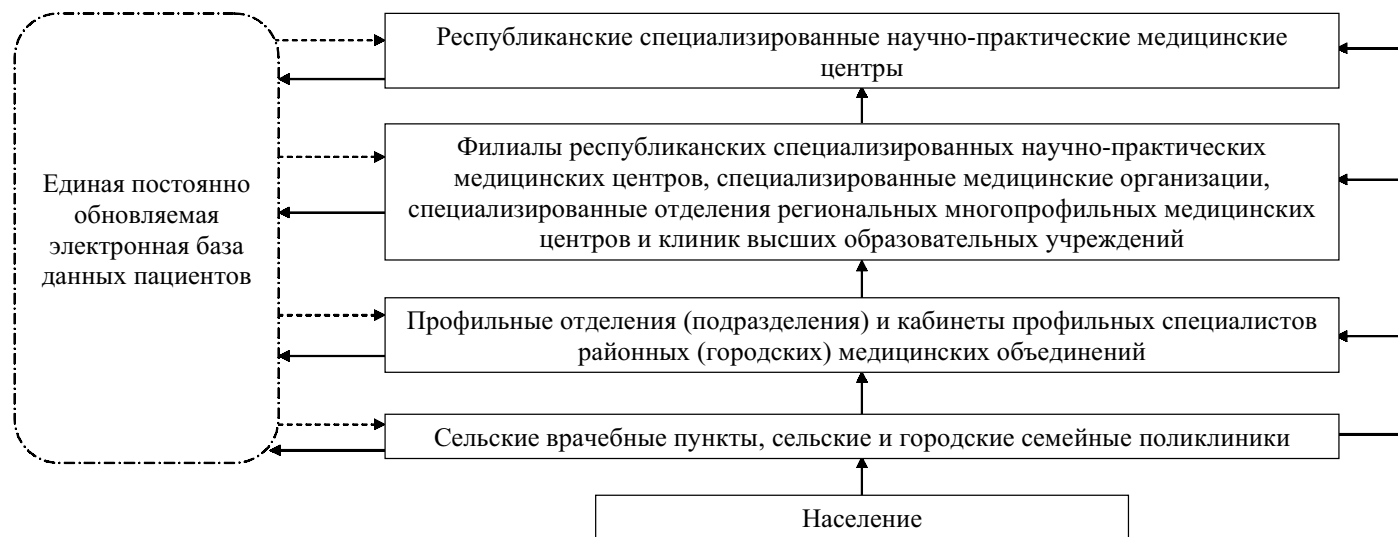 Единая постоянно
обновляемая
электронная база
данных пациентов
Республиканские специализированные научно-практические медицинские
центры
Филиалы республиканских специализированных научно-практических
медицинских центров, специализированные медицинские организации,
специализированные отделения региональных многопрофильных медицинских
центров и клиник высших образовательных учреждений
Профильные отделения (подразделения) и кабинеты профильных специалистов
районных (городских) медицинских объединений
Сельские врачебные пункты, сельские и городские семейные поликлиники
Население